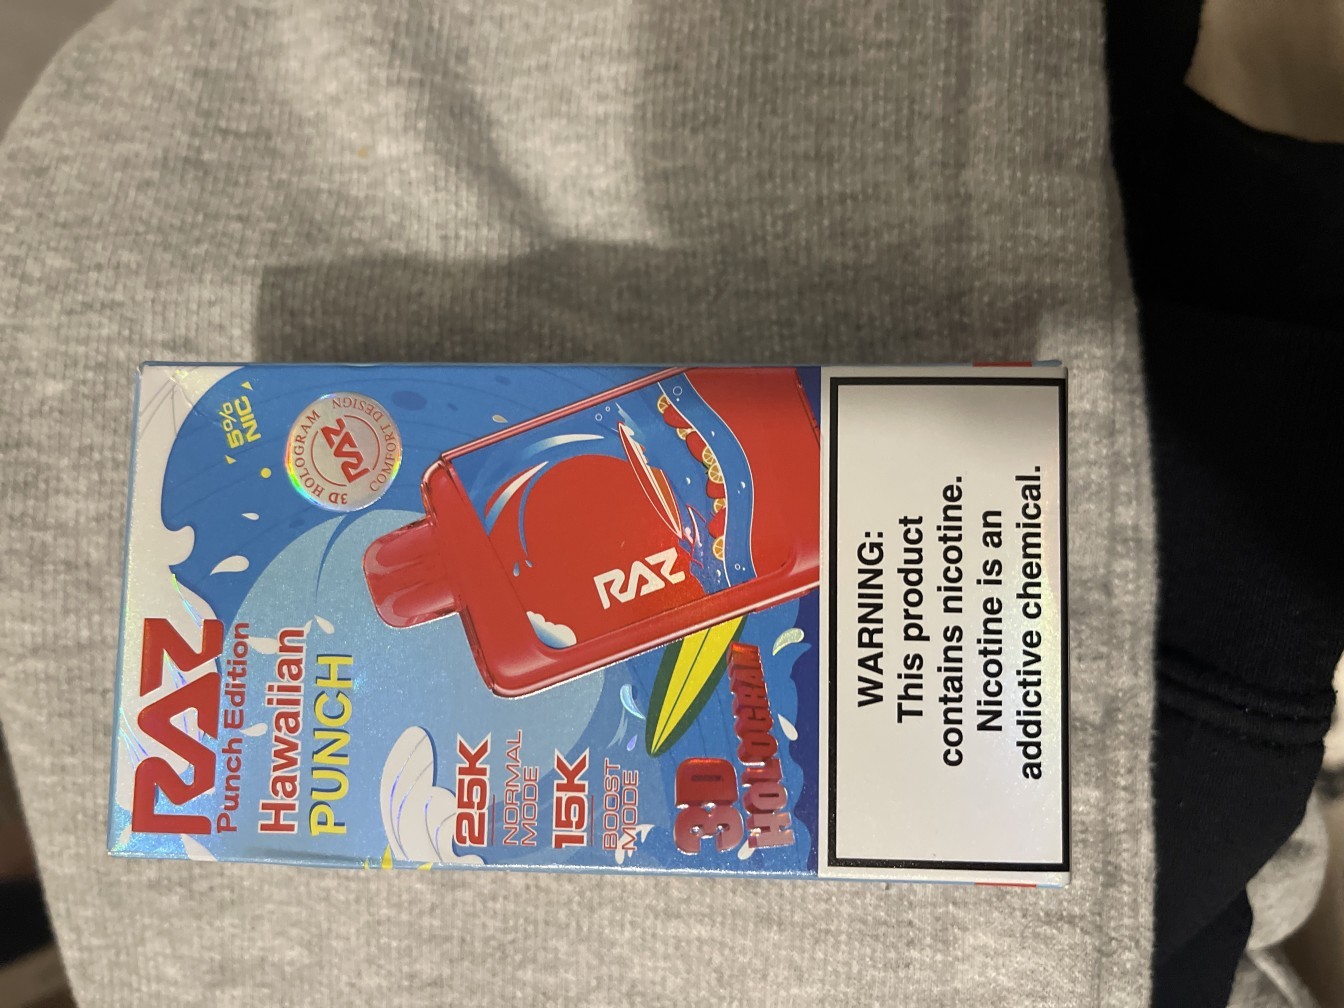 RAZ
Punch Edition
Hawaiian
PUNCH
5%
NIC
3D HOLOGRAM
RAZ
COMFORT DESIGN
25K
NORMAL
MODE
15K
BOOST
MODE
RAZ
3D
HOLOGRAM
WARNING:
This product
contains nicotine.
Nicotine is an
addictive chemical.